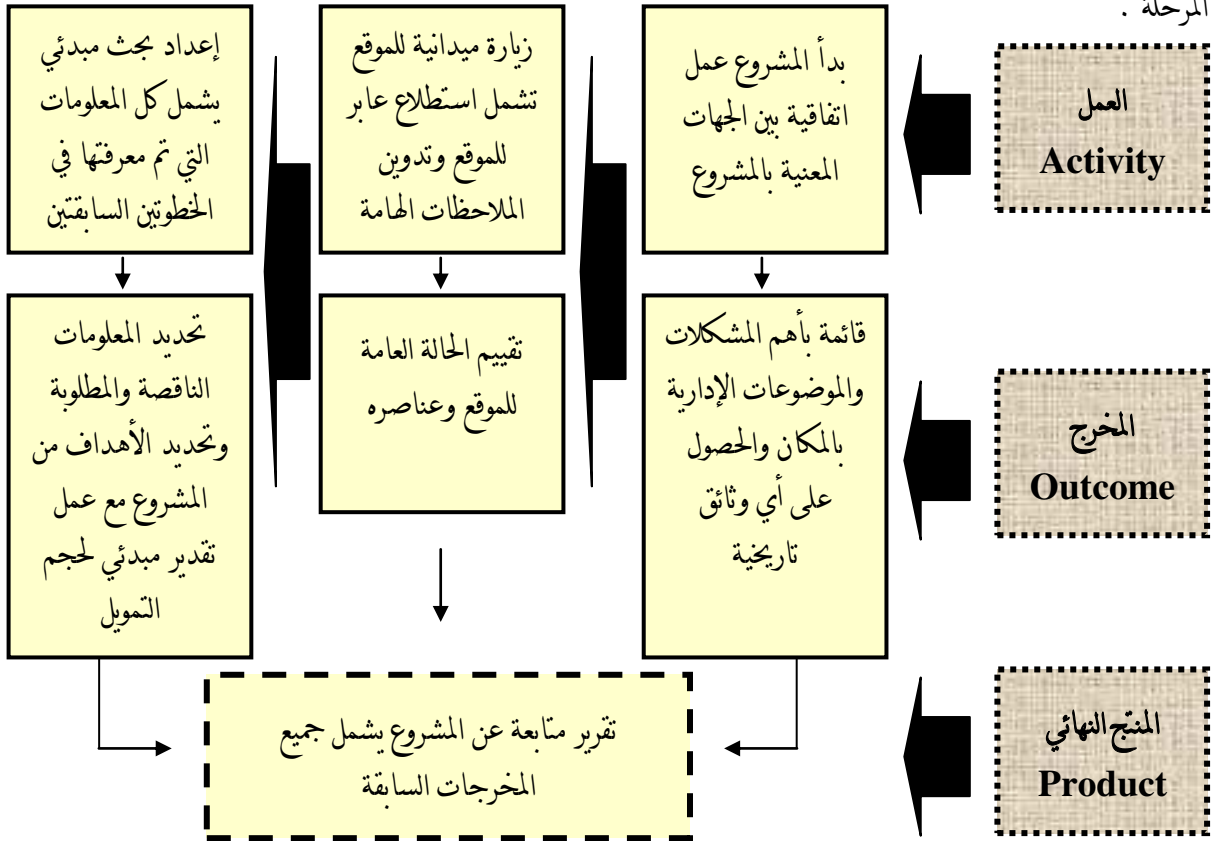 المرحلة .
العمل
Activity
بدأ المشروع عمل
اتفاقية بين الجهات
المعنية بالمشروع
زيارة ميدانية للموقع
تشمل استطلاع عابر
للموقع وتدوين
الملاحظات الهامة
إعداد بحث مبدئي
يشمل كل المعلومات
التي تم معرفتها في
الخطوتين السابقتين
المخرج
Outcome
قائمة بأهم المشكلات
والموضوعات الإدارية
بالمكان والحصول
على أي وثائق
تاريخية
تقييم الحالة العامة
للموقع وعناصره
تحديد المعلومات
الناقصة والمطلوبة
وتحديد الأهداف من
المشروع مع عمل
تقدير مبدئي لحجم
التمويل
المنتج النهائي
Product
تقرير متابعة عن المشروع يشمل جميع
المخرجات السابقة